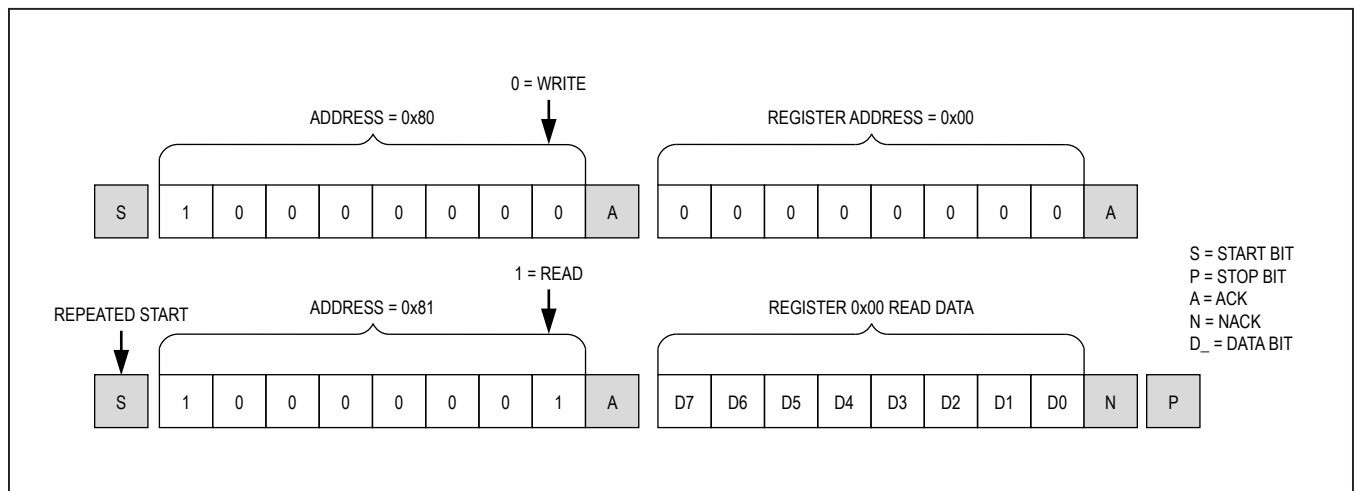 0 = WRITE
ADDRESS = 0x80
REGISTER ADDRESS = 0x00
S 1 0 0 0 0 0 0 0 A 0 0 0 0 0 0 0 0 A
1 = READ
REPEATED START
ADDRESS = 0x81
REGISTER 0x00 READ DATA
S 1 0 0 0 0 0 0 1 A D7 D6 D5 D4 D3 D2 D1 D0 N P
S = START BIT
P = STOP BIT
A = ACK
N = NACK
D_ = DATA BIT